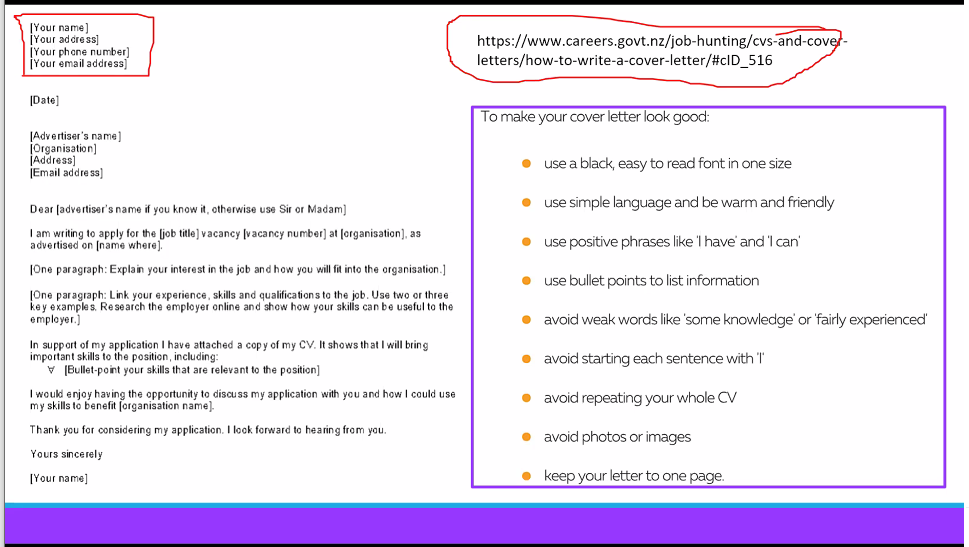 [Your name]
[Your address]
[Your phone number]
[Your email address]
[Date]
[Advertiser's name]
[Organisation]
[Address]
[Email address]
Dear [advertiser's name if you know it, otherwise use Sir or Madam]
I am writing to apply for the [job title] vacancy [vacancy number] at [organisation], as
advertised on [name where].
[One paragraph: Explain your interest in the job and how you will fit into the organisation.]
[One paragraph: Link your experience, skills and qualifications to the job. Use two or three
key examples. Research the employer online and show how your skills can be useful to the
employer.]
In support of my application I have attached a copy of my CV. It shows that I will bring
important skills to the position, including:
∀ [Bullet-point your skills that are relevant to the position]
I would enjoy having the opportunity to discuss my application with you and how I could use
my skills to benefit [organisation name].
Thank you for considering my application. I look forward to hearing from you.
Yours sincerely
[Your name]
https://www.careers.govt.nz/job-hunting/cvs-and-cover-
letters/how-to-write-a-cover-letter/#cID_516
To make your cover letter look good:
use a black, easy to read font in one size
use simple language and be warm and friendly
use positive phrases like 'I have' and 'I can'
use bullet points to list information
avoid weak words like 'some knowledge' or 'fairly experienced'
avoid starting each sentence with 'I'
avoid repeating your whole CV
avoid photos or images
keep your letter to one page.